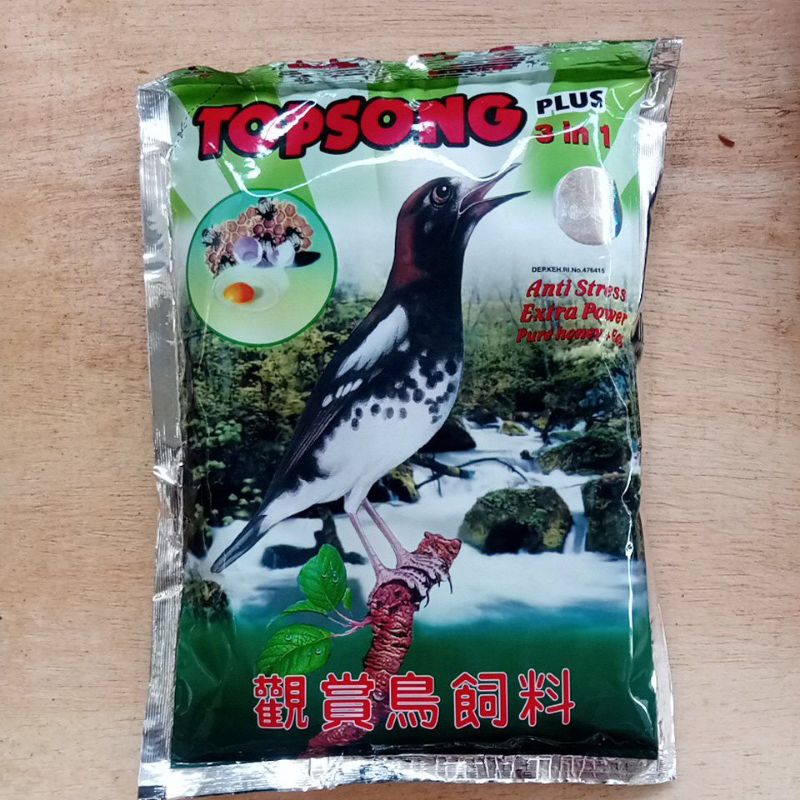 TOPSONG PLUS
3 in 1
DEP.KEH.RI.No.476415
Anti Stress
Extra Power
Pure honey +
觀賞鳥飼料